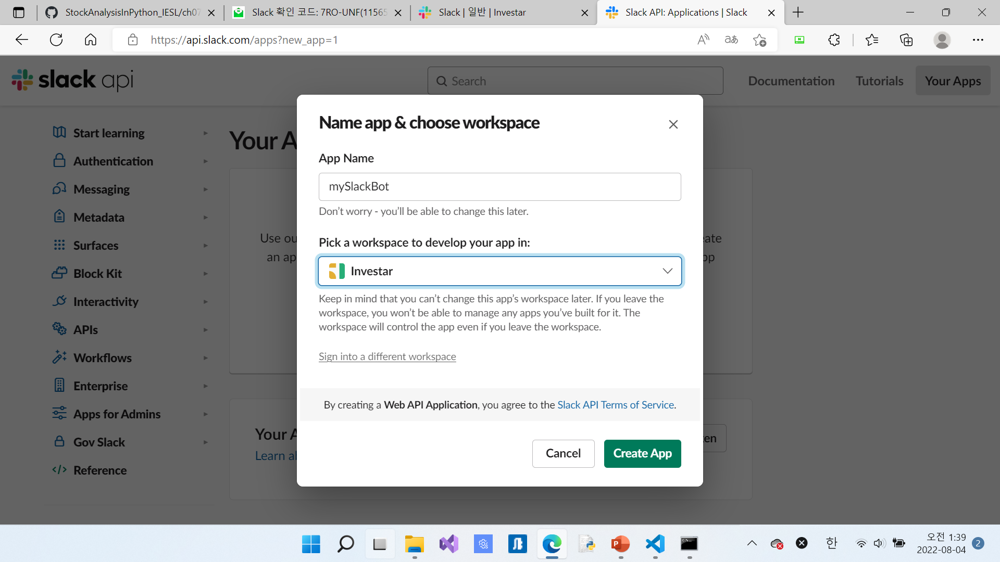 StockAnalysisInPython_IESL/ch07
Slack 확인 코드: 7RO-UNF(11565
Slack | 일반 | Investar
Slack API: Applications | Slack
https://api.slack.com/apps?new_app=1
slack api
Search
Documentation
Tutorials
Your Apps
Start learning
Authentication
Messaging
Metadata
Surfaces
Block Kit
Interactivity
APIs
Workflows
Enterprise
Apps for Admins
Gov Slack
Reference
Your A
Use ou
an ap
eate
pp
Your A
Learn al
ken
Name app & choose workspace
App Name
mySlackBot
Don’t worry - you’ll be able to change this later.
Pick a workspace to develop your app in:
Investar
Keep in mind that you can’t change this app’s workspace later. If you leave the
workspace, you won’t be able to manage any apps you’ve built for it. The
workspace will control the app even if you leave the workspace.
Sign into a different workspace
By creating a Web API Application, you agree to the Slack API Terms of Service.
Cancel
Create App
한
오전 1:39
2022-08-04
2